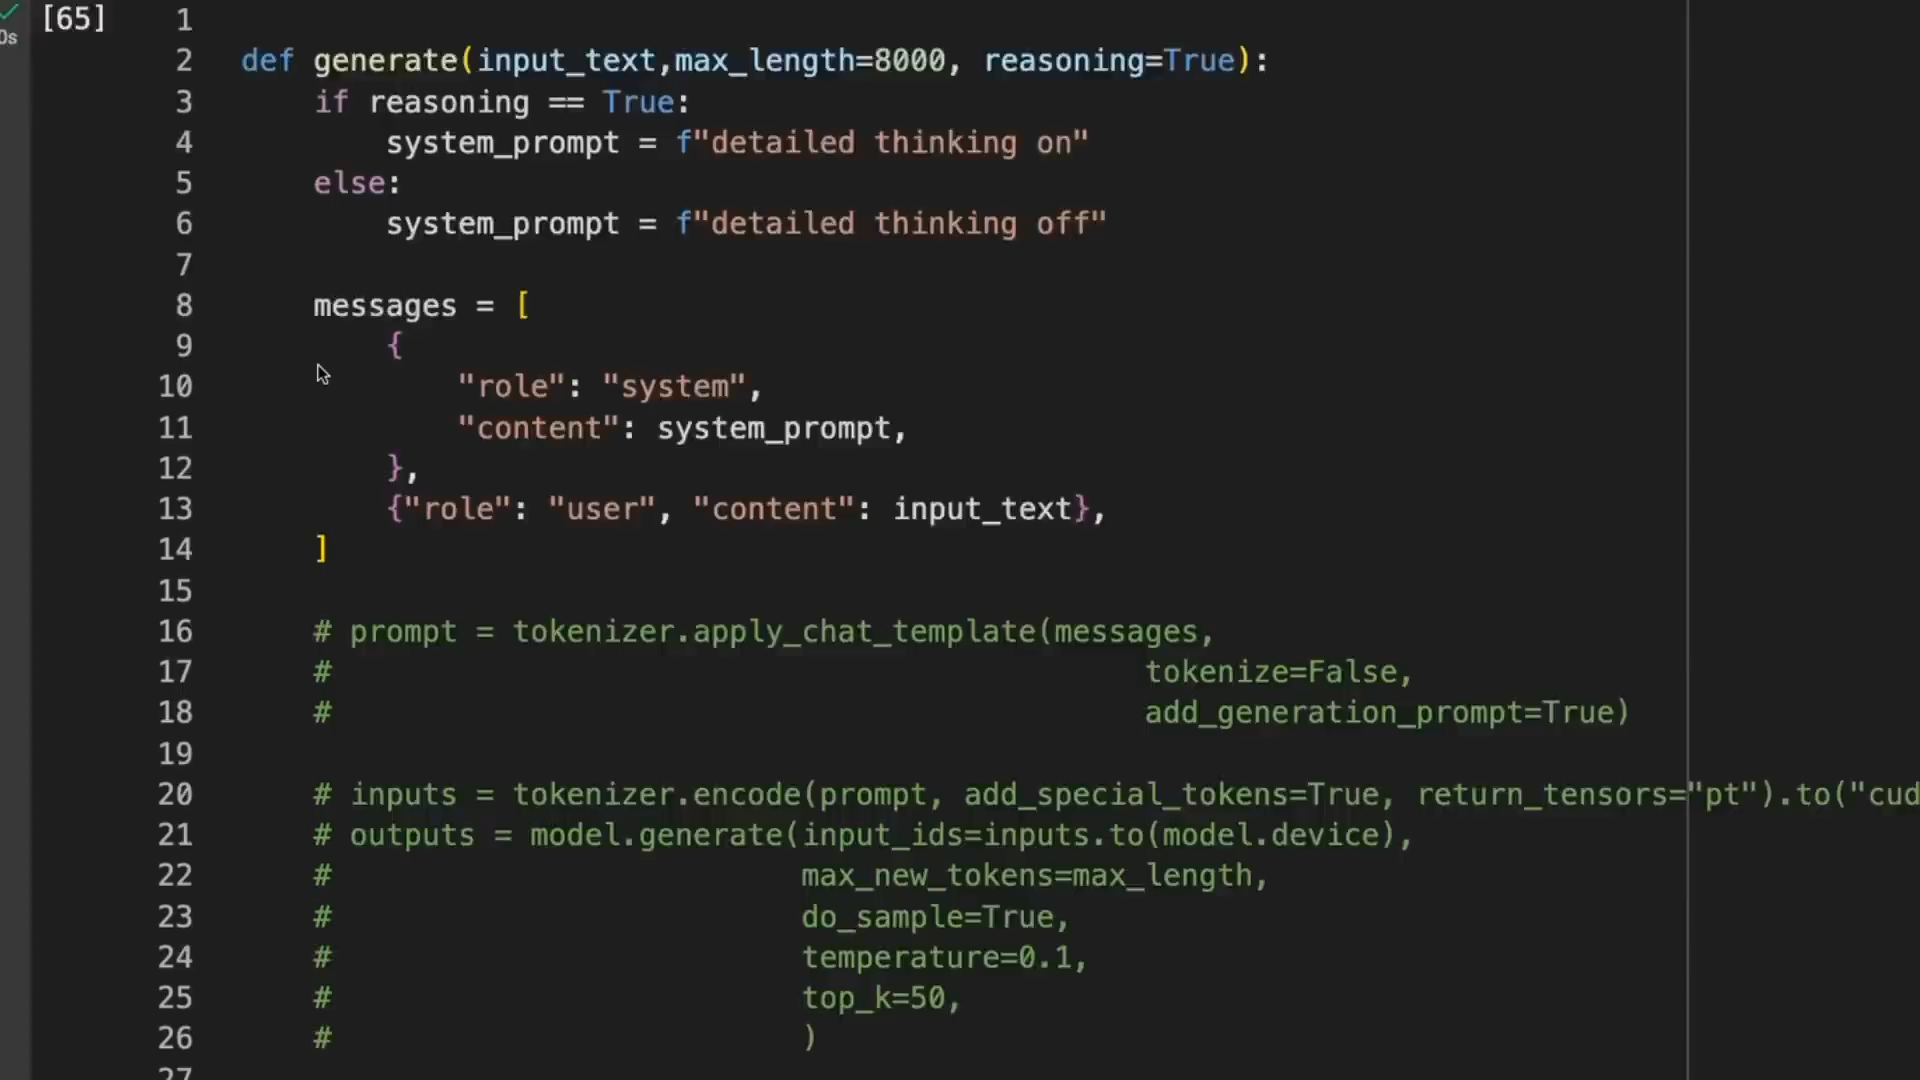 [65]
0s
1
2 def generate(input_text,max_length=8000, reasoning=True):
3     if reasoning == True:
4         system_prompt = f"detailed thinking on"
5     else:
6         system_prompt = f"detailed thinking off"
7
8     messages = [
9         {
10             "role": "system",
11             "content": system_prompt,
12         },
13         {"role": "user", "content": input_text},
14     ]
15
16     # prompt = tokenizer.apply_chat_template(messages,
17     #                                             tokenize=False,
18     #                                             add_generation_prompt=True)
19
20     # inputs = tokenizer.encode(prompt, add_special_tokens=True, return_tensors="pt").to("cud
21     # outputs = model.generate(input_ids=inputs.to(model.device),
22     #                          max_new_tokens=max_length,
23     #                          do_sample=True,
24     #                          temperature=0.1,
25     #                          top_k=50,
26     #                          )
27